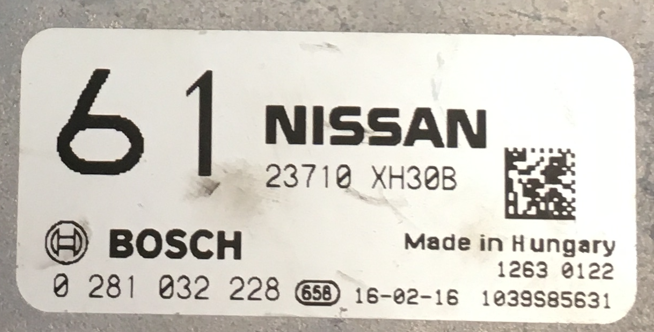 61 NISSAN
23710 XH30B
BOSCH Made in Hungary
1263 0122
0 281 032 228 658 16-02-16 1039S85631